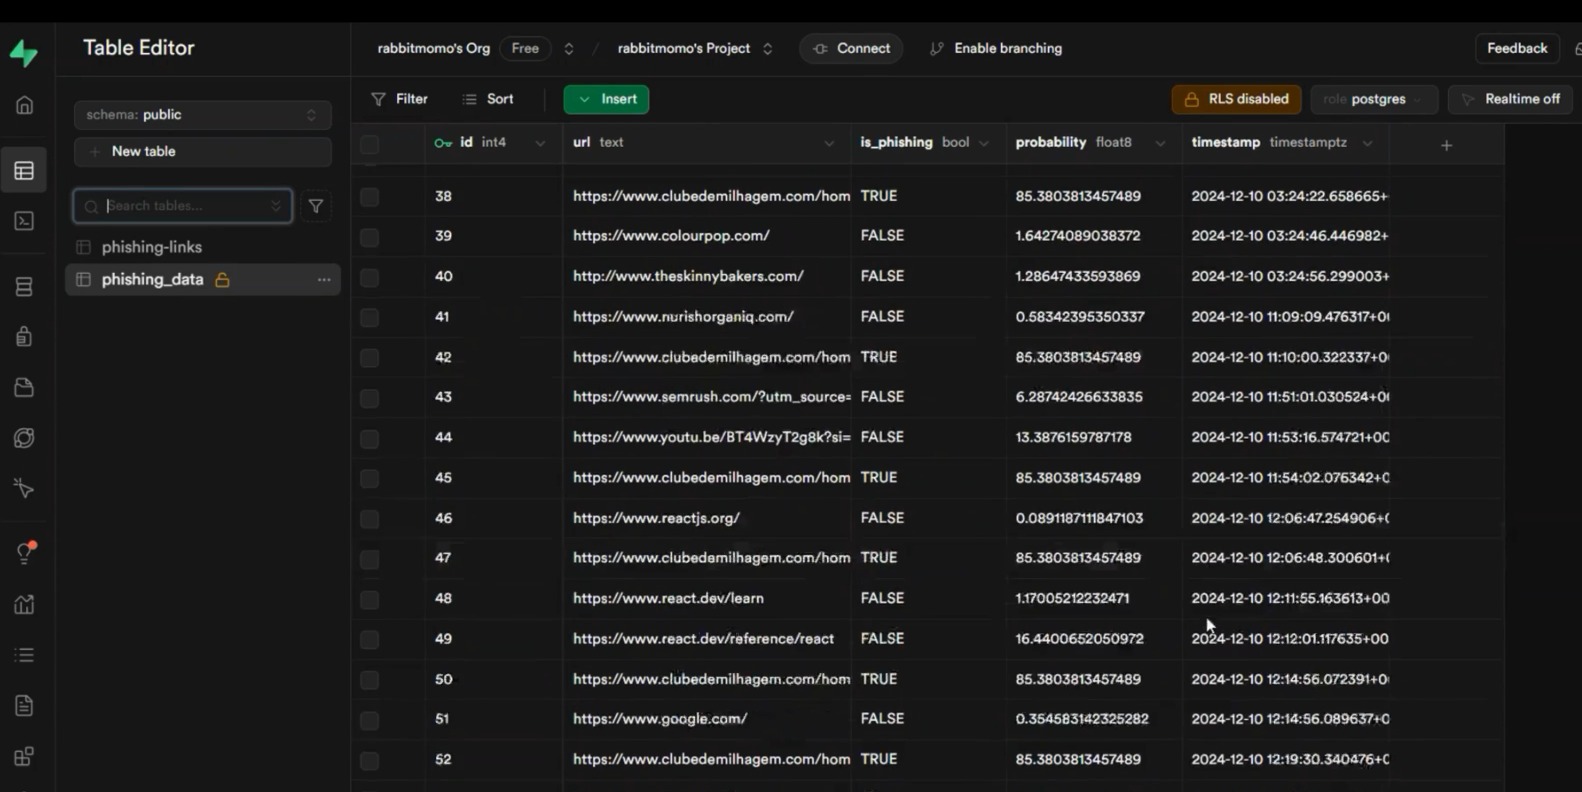 Table Editor
rabbitmomo's Org Free / rabbitmomo's Project Connect Enable branching Feedback
schema: public
New table
Search tables...
phishing-links
phishing_data
Filter Sort Insert RLS disabled role postgres Realtime off
id int4 url text is_phishing bool probability float8 timestamp timestamptz
38 https://www.clubedemilhagem.com/hom TRUE 85.3803813457489 2024-12-10 03:24:22.658665+
39 https://www.colourpop.com/ FALSE 1.64274089038372 2024-12-10 03:24:46.446982+
40 http://www.theskinnybakers.com/ FALSE 1.28647433593869 2024-12-10 03:24:56.299003+
41 https://www.nurishorganiq.com/ FALSE 0.58342395350337 2024-12-10 11:09:09.476317+0
42 https://www.clubedemilhagem.com/hom TRUE 85.3803813457489 2024-12-10 11:10:00.322337+0
43 https://www.semrush.com/?utm_source= FALSE 6.28742426633835 2024-12-10 11:51:01.030524+0
44 https://www.youtu.be/BT4WzyT2g8k?si= FALSE 13.3876159787178 2024-12-10 11:53:16.574721+00
45 https://www.clubedemilhagem.com/hom TRUE 85.3803813457489 2024-12-10 11:54:02.076342+0
46 https://www.reactjs.org/ FALSE 0.0891187111847103 2024-12-10 12:06:47.254906+0
47 https://www.clubedemilhagem.com/hom TRUE 85.3803813457489 2024-12-10 12:06:48.300601+0
48 https://www.react.dev/learn FALSE 1.17005212232471 2024-12-10 12:11:55.163613+00
49 https://www.react.dev/reference/react FALSE 16.4400652050972 2024-12-10 12:12:01.117635+00
50 https://www.clubedemilhagem.com/hom TRUE 85.3803813457489 2024-12-10 12:14:56.072391+0
51 https://www.google.com/ FALSE 0.354583142325282 2024-12-10 12:14:56.089637+0
52 https://www.clubedemilhagem.com/hom TRUE 85.3803813457489 2024-12-10 12:19:30.340476+0